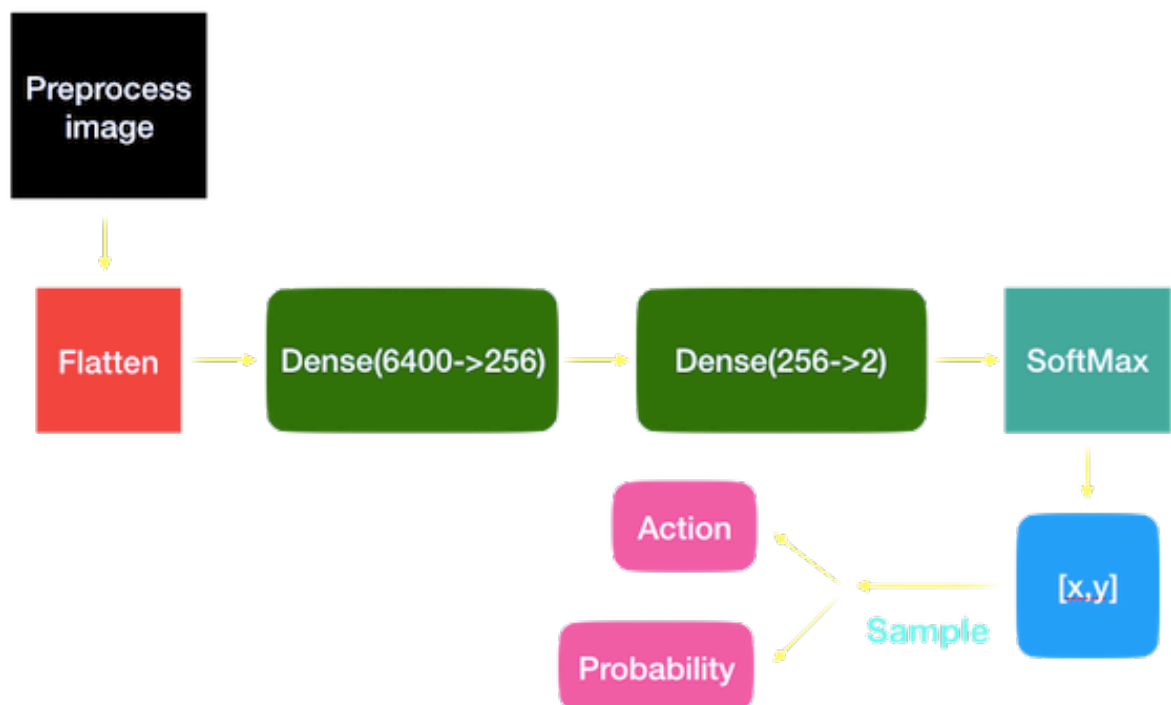 Preprocess
image
Flatten
Dense(6400->256)
Dense(256->2)
SoftMax
Action
[x,y]
Sample
Probability